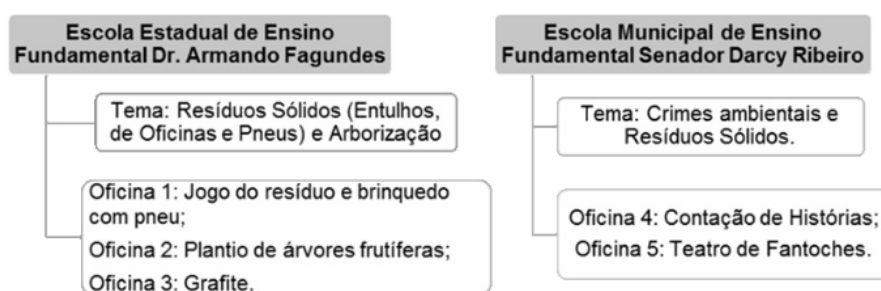 Escola Estadual de Ensino
Fundamental Dr. Armando Fagundes
Tema: Resíduos Sólidos (Entulhos,
de Oficinas e Pneus) e Arborização
Oficina 1: Jogo do resíduo e brinquedo
com pneu;
Oficina 2: Plantio de árvores frutíferas;
Oficina 3: Grafite.
Escola Municipal de Ensino
Fundamental Senador Darcy Ribeiro
Tema: Crimes ambientais e
Resíduos Sólidos.
Oficina 4: Contação de Histórias;
Oficina 5: Teatro de Fantoches.